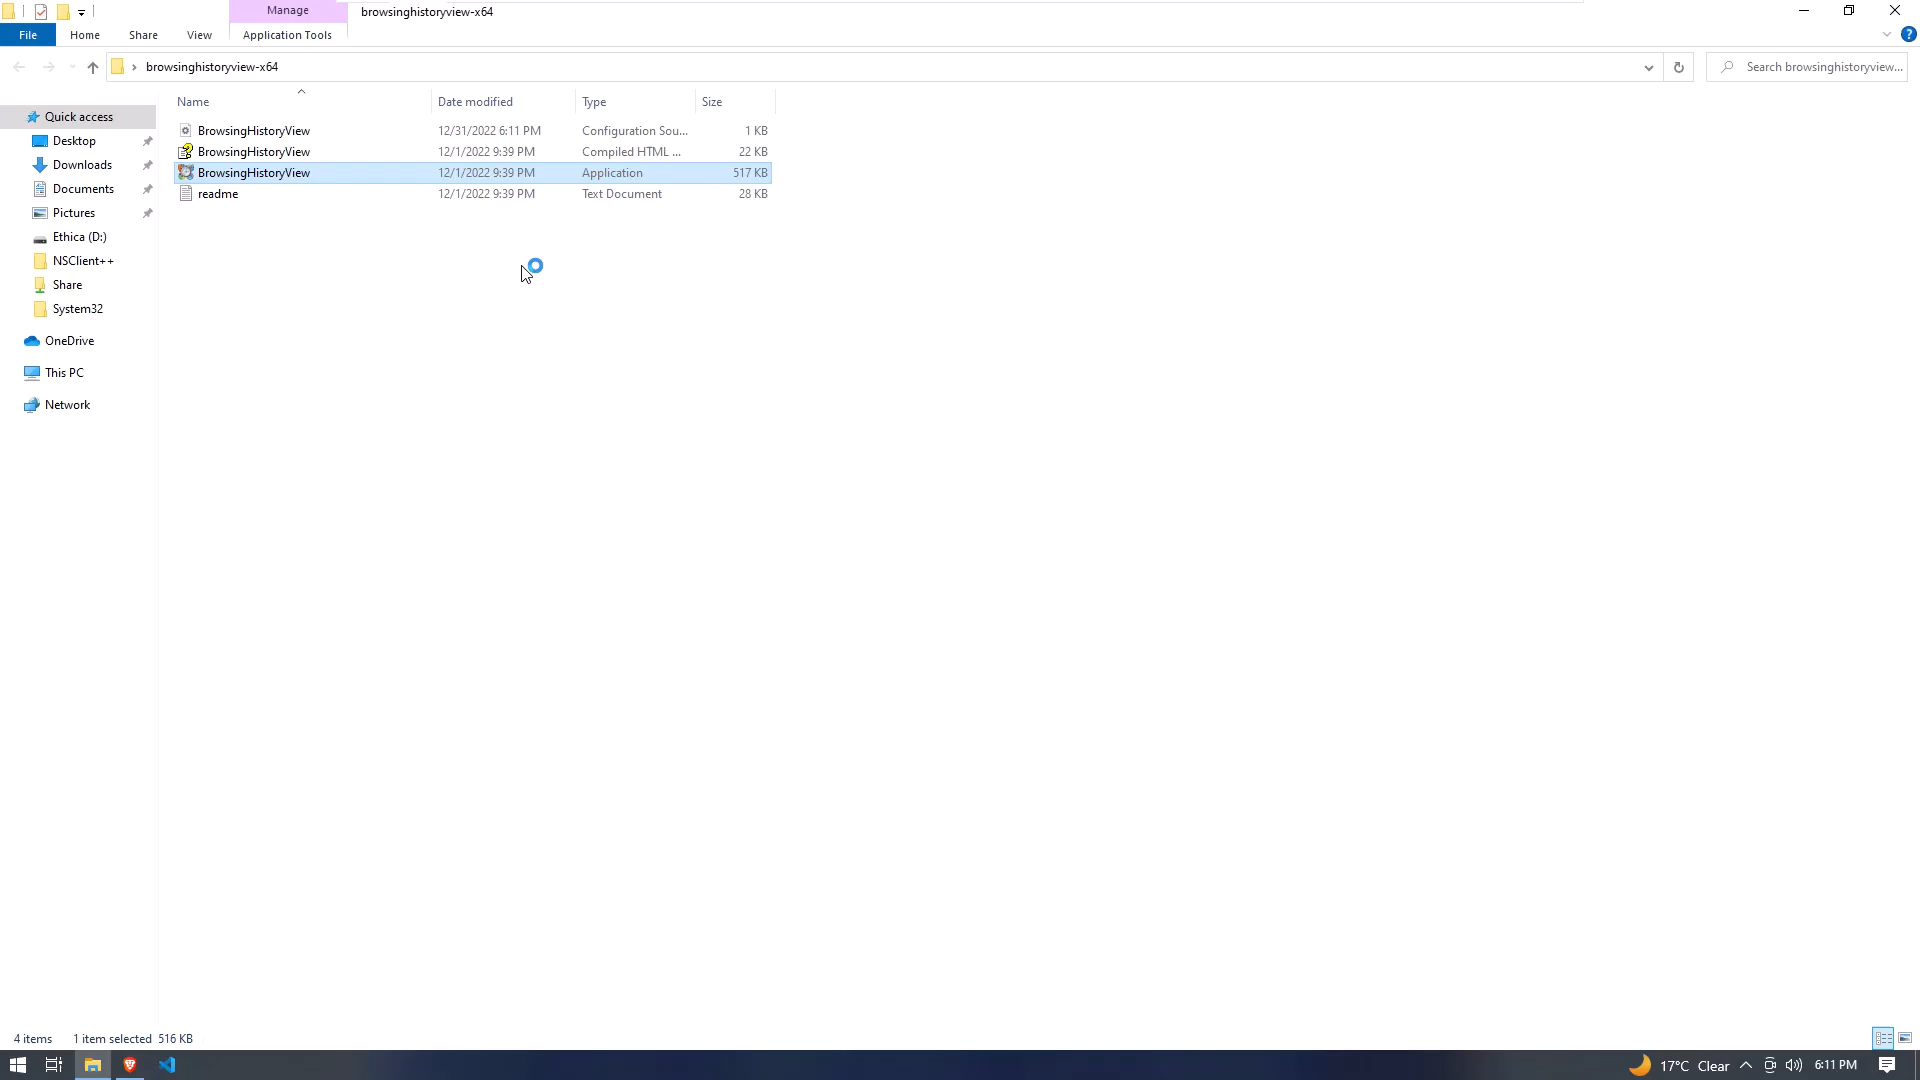 Manage
browsinghistoryview-x64
File
Home
Share
View
Application Tools
browsinghistoryview-x64
Search browsinghistoryview...
Name
Date modified
Type
Size
BrowsingHistoryView
12/31/2022 6:11 PM
Configuration Sou...
1 KB
BrowsingHistoryView
12/1/2022 9:39 PM
Compiled HTML ...
22 KB
BrowsingHistoryView
12/1/2022 9:39 PM
Application
517 KB
readme
12/1/2022 9:39 PM
Text Document
28 KB
Quick access
Desktop
Downloads
Documents
Pictures
Ethica (D:)
NSClient++
Share
System32
OneDrive
This PC
Network
4 items
1 item selected 516 KB
17°C Clear
6:11 PM